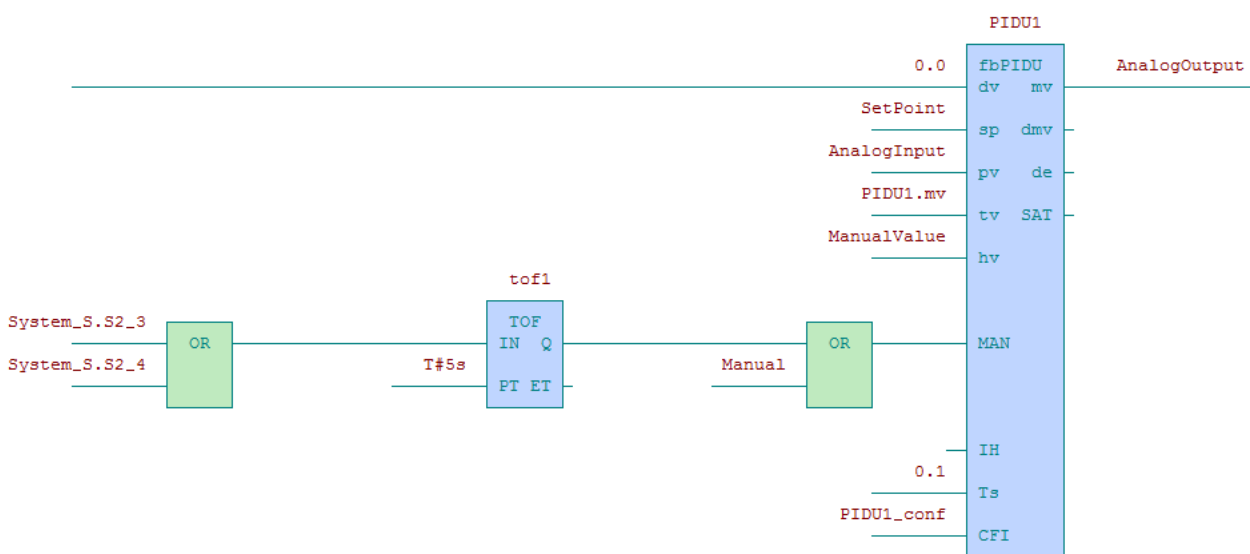 PIDU1
0.0 fbPIDU AnalogOutput
dv mv
SetPoint
sp dmv
AnalogInput
pv de
PIDU1.mv
tv SAT
ManualValue
hv
tof1
System_S.S2_3 TOF
OR IN Q OR MAN
System_S.S2_4 T#5s Manual
PT ET
IH
0.1
Ts
PIDU1_conf
CFI